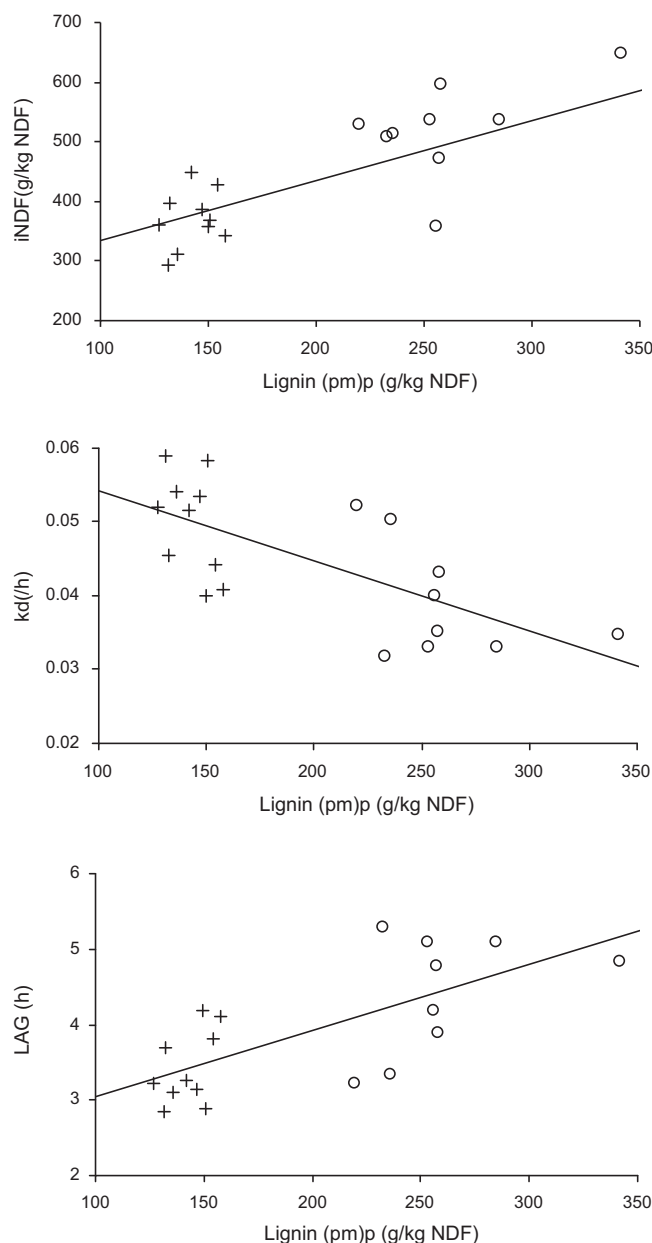 700
600
500
400
300
200
iNDF(g/kg NDF)
100 150 200 250 300 350
Lignin (pm)p (g/kg NDF)
0.06
0.05
0.04
0.03
0.02
kd(/h)
100 150 200 250 300 350
Lignin (pm)p (g/kg NDF)
6
5
4
3
2
LAG (h)
100 150 200 250 300 350
Lignin (pm)p (g/kg NDF)